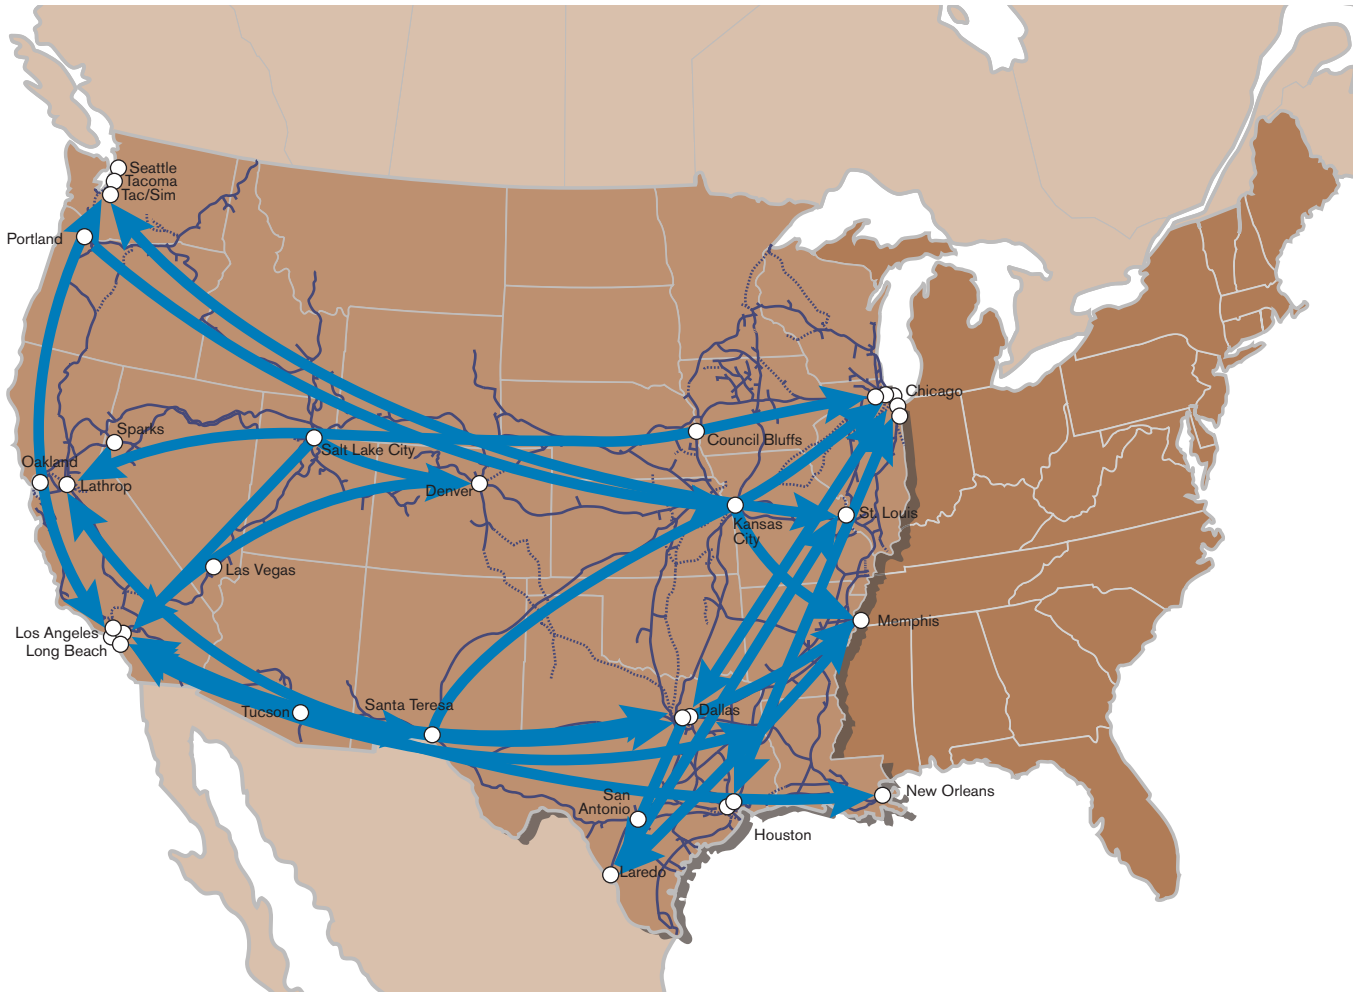 Seattle
Tacoma
Tac/Sim
Portland
Chicago
Sparks
Council Bluffs
Salt Lake City
Oakland
Lathrop
Denver
St. Louis
Kansas
City
Las Vegas
Memphis
Los Angeles
Long Beach
Santa Teresa
Tucson
Dallas
New Orleans
San
Antonio
Houston
Laredo